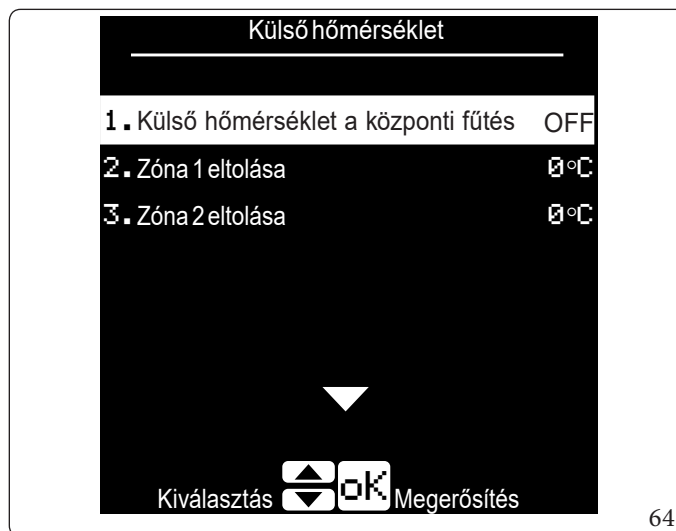 Külső hőmérséklet
1. Külső hőmérséklet a központi fűtés OFF
2. Zóna 1 eltolása 0°C
3. Zóna 2 eltolása 0°C
Kiválasztás oK Megerősítés
64